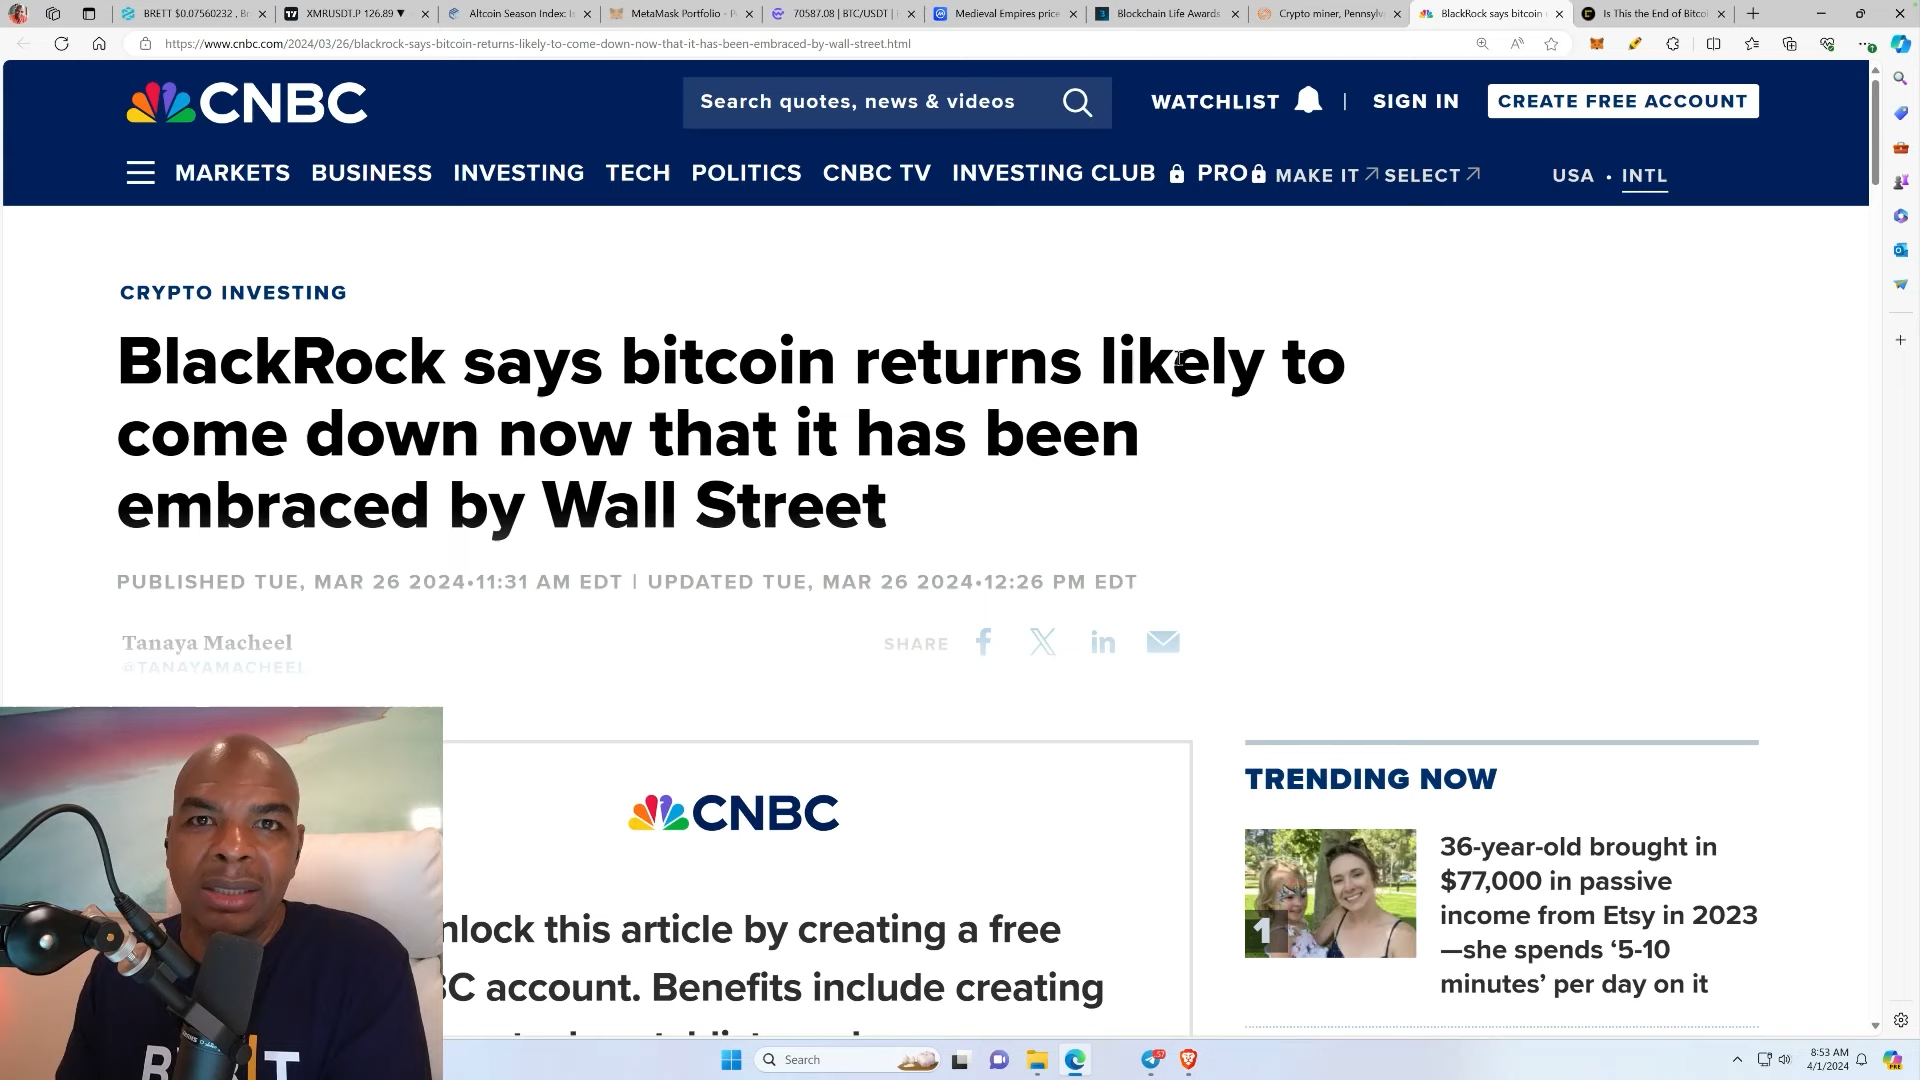 BRETT $0.07560232 , Br
XMRUSDT.P 126.89 ▼
Altcoin Season Index: Is
MetaMask Portfolio - P
70587.08 | BTC/USDT |
Medieval Empires price
Blockchain Life Awards
Crypto miner, Pennsylv
BlackRock says bitcoin
Is This the End of Bitco
https://www.cnbc.com/2024/03/26/blackrock-says-bitcoin-returns-likely-to-come-down-now-that-it-has-been-embraced-by-wall-street.html
CNBC
Search quotes, news & videos
WATCHLIST
SIGN IN
CREATE FREE ACCOUNT
MARKETS BUSINESS INVESTING TECH POLITICS CNBC TV INVESTING CLUB PRO MAKE IT SELECT USA • INTL
CRYPTO INVESTING
BlackRock says bitcoin returns likely to
come down now that it has been
embraced by Wall Street
PUBLISHED TUE, MAR 26 2024•11:31 AM EDT | UPDATED TUE, MAR 26 2024•12:26 PM EDT
Tanaya Macheel
@TANAYAMACHEEL
SHARE
CNBC
nlock this article by creating a free
C account. Benefits include creating
TRENDING NOW
1
36-year-old brought in
$77,000 in passive
income from Etsy in 2023
—she spends ‘5-10
minutes’ per day on it
Search
8:53 AM
4/1/2024